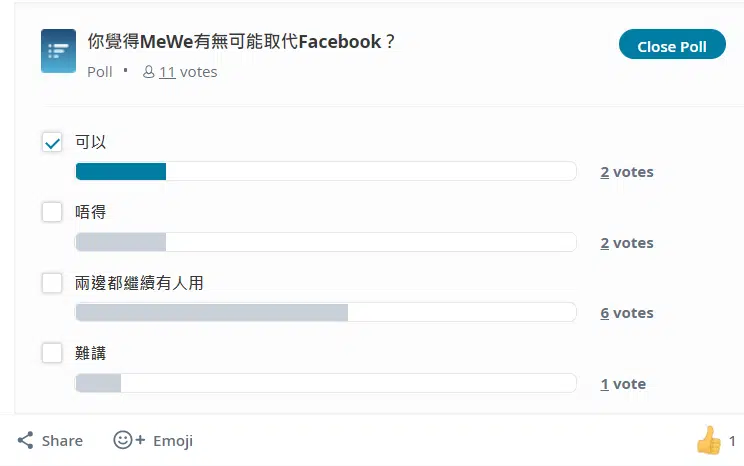 你覺得MeWe有無可能取代Facebook？
Close Poll
Poll • 11 votes
可以
2 votes
唔得
2 votes
兩邊都繼續有人用
6 votes
難講
1 vote
Share
Emoji
1